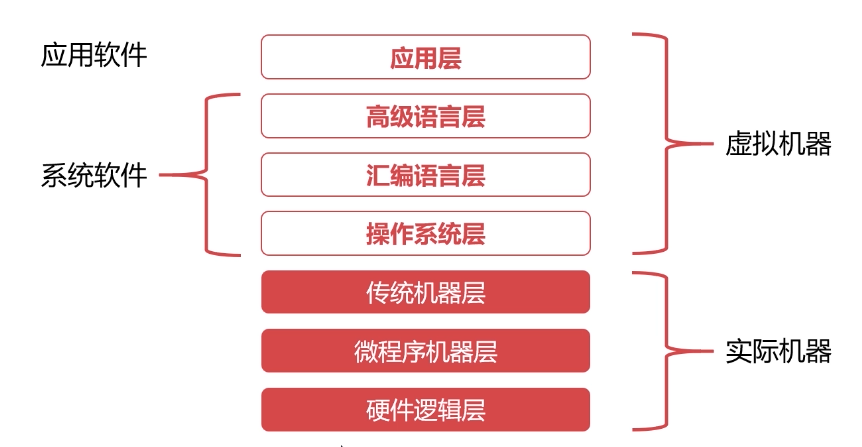 应用软件
应用层
高级语言层
虚拟机器
系统软件
汇编语言层
操作系统层
传统机器层
微程序机器层
实际机器
硬件逻辑层